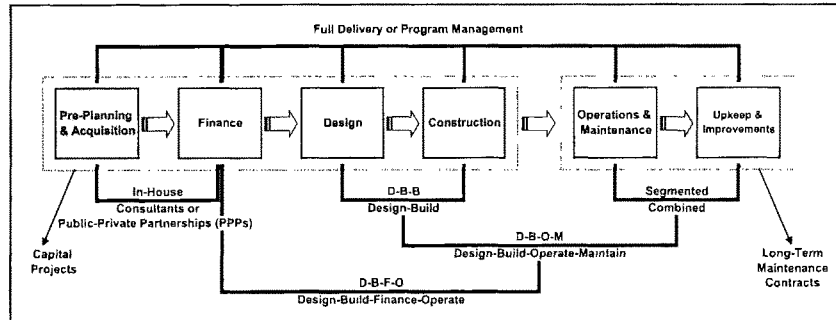 Full Delivery or Program Management
Pre-Planning
& Acquisition
Finance
Design
Construction
Operations &
Maintenance
Upkeep &
Improvements
In-House
Consultants or
Public-Private Partnerships (PPPs)
D-B-B
Design-Build
Segmented
Combined
Capital
Projects
D-B-O-M
Design-Build-Operate-Maintain
Long-Term
Maintenance
Contracts
D-B-F-O
Design-Build-Finance-Operate